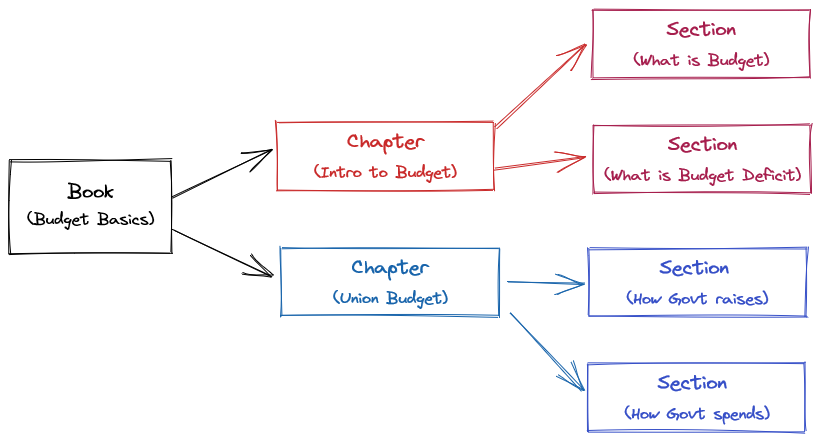 Book
(Budget Basics)
Chapter
(Intro to Budget)
Section
(What is Budget)
Section
(What is Budget Deficit)
Chapter
(Union Budget)
Section
(How Govt raises)
Section
(How Govt spends)